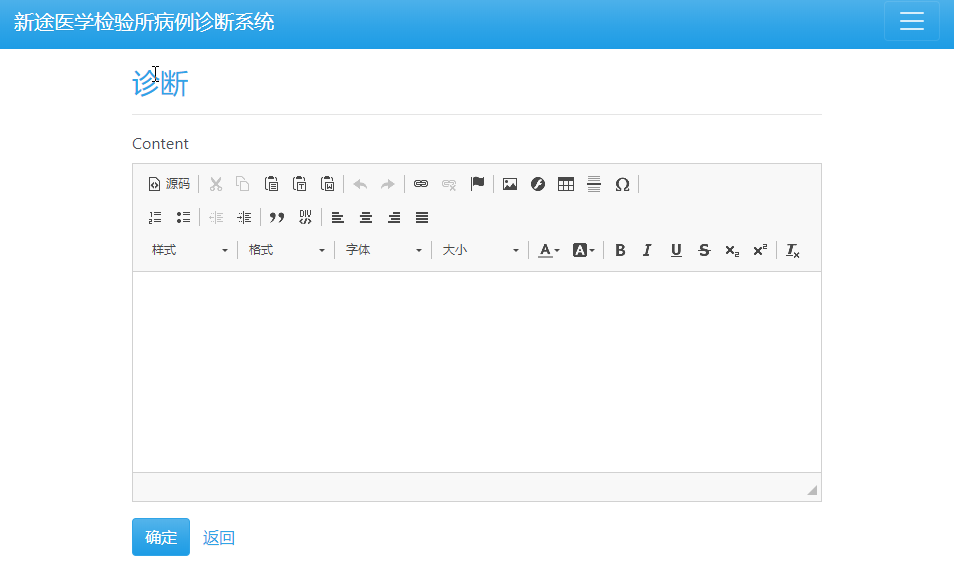 新途医学检验所病例诊断系统
诊断
Content
源码
样式 格式 字体 大小
确定 返回